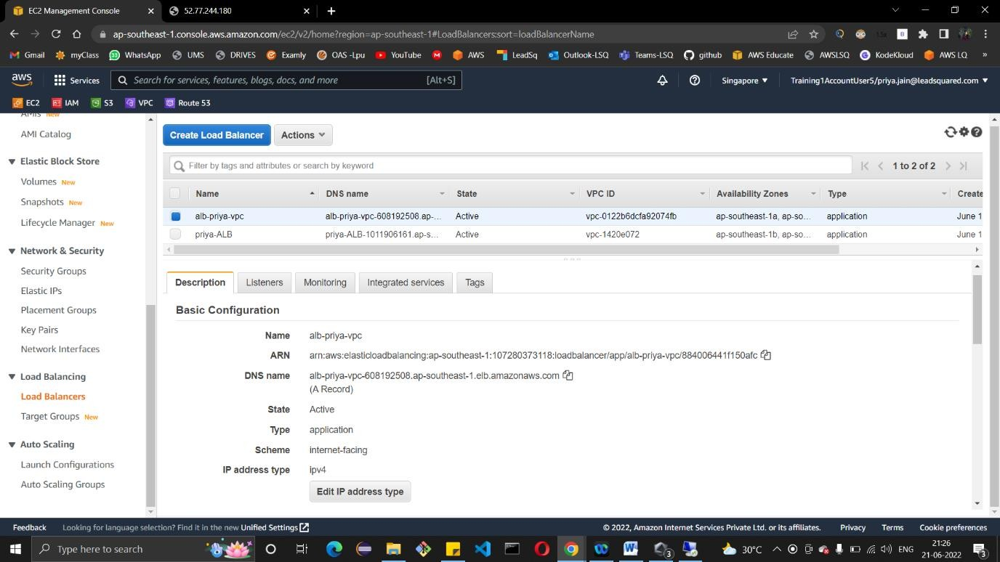 EC2 Management Console
52.77.244.180
ap-southeast-1.console.aws.amazon.com/ec2/v2/home?region=ap-southeast-1#LoadBalancers:sort=loadBalancerName
1.5x
Gmail myClass WhatsApp UMS DRIVES Examly OAS -Lpu YouTube AWS LeadSq Outlook-LSQ Teams-LSQ github AWS Educate AWSLSQ KodeKloud AWS LQ »
aws Services Search for services, features, blogs, docs, and more [Alt+S] Singapore Training1AccountUser5/priya.jain@leadsquared.com
EC2 IAM S3 VPC Route 53
AMIs New
AMI Catalog
Elastic Block Store
Volumes New
Snapshots New
Lifecycle Manager New
Network & Security
Security Groups
Elastic IPs
Placement Groups
Key Pairs
Network Interfaces
Load Balancing
Load Balancers
Target Groups New
Auto Scaling
Launch Configurations
Auto Scaling Groups
Create Load Balancer Actions
Filter by tags and attributes or search by keyword 1 to 2 of 2
Name DNS name State VPC ID Availability Zones Type Create
alb-priya-vpc alb-priya-vpc-608192508.ap-... Active vpc-0122b6dcfa92074fb ap-southeast-1a, ap-so... application June 1
priya-ALB priya-ALB-1011906161.ap-s... Active vpc-1420e072 ap-southeast-1b, ap-so... application June 1
Description Listeners Monitoring Integrated services Tags
Basic Configuration
Name alb-priya-vpc
ARN arn:aws:elasticloadbalancing:ap-southeast-1:107280373118:loadbalancer/app/alb-priya-vpc/884006441f150afc
DNS name alb-priya-vpc-608192508.ap-southeast-1.elb.amazonaws.com
(A Record)
State Active
Type application
Scheme internet-facing
IP address type ipv4
Edit IP address type
Feedback Looking for language selection? Find it in the new Unified Settings © 2022, Amazon Internet Services Private Ltd. or its affiliates. Privacy Terms Cookie preferences
Type here to search 3 30°C ENG 21:26 3
21-06-2022